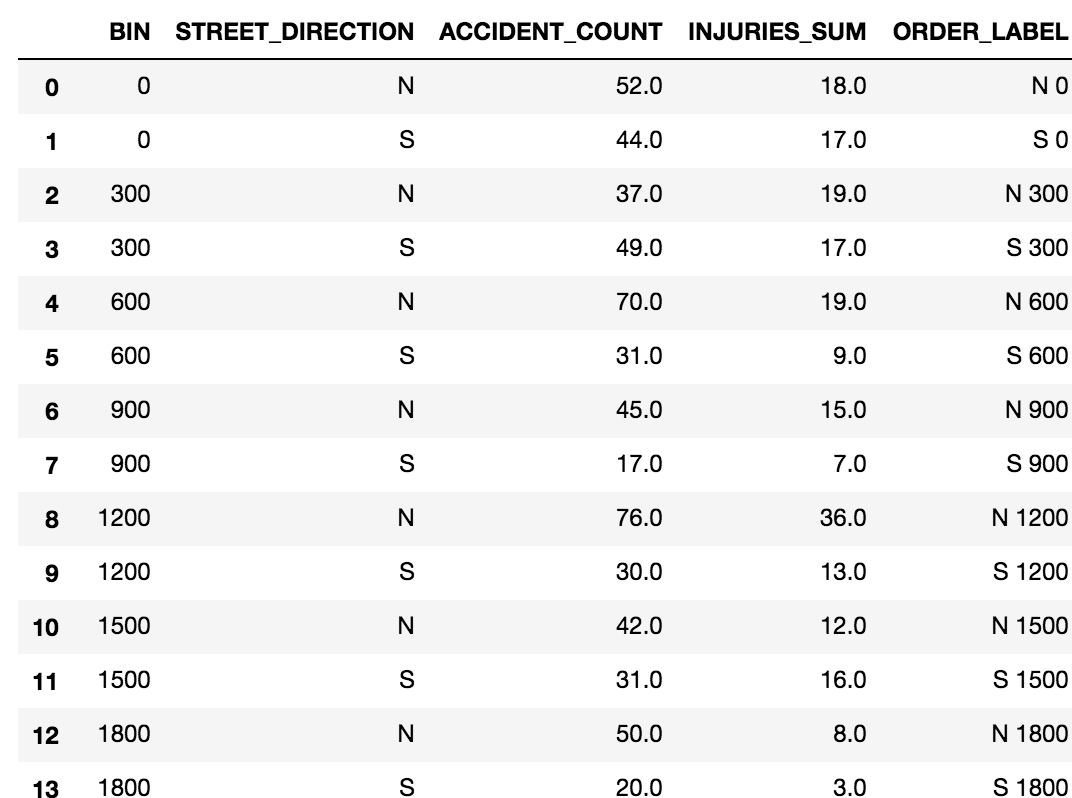 BIN STREET_DIRECTION ACCIDENT_COUNT INJURIES_SUM ORDER_LABEL
0 0 N 52.0 18.0 N 0
1 0 S 44.0 17.0 S 0
2 300 N 37.0 19.0 N 300
3 300 S 49.0 17.0 S 300
4 600 N 70.0 19.0 N 600
5 600 S 31.0 9.0 S 600
6 900 N 45.0 15.0 N 900
7 900 S 17.0 7.0 S 900
8 1200 N 76.0 36.0 N 1200
9 1200 S 30.0 13.0 S 1200
10 1500 N 42.0 12.0 N 1500
11 1500 S 31.0 16.0 S 1500
12 1800 N 50.0 8.0 N 1800
13 1800 S 20.0 3.0 S 1800